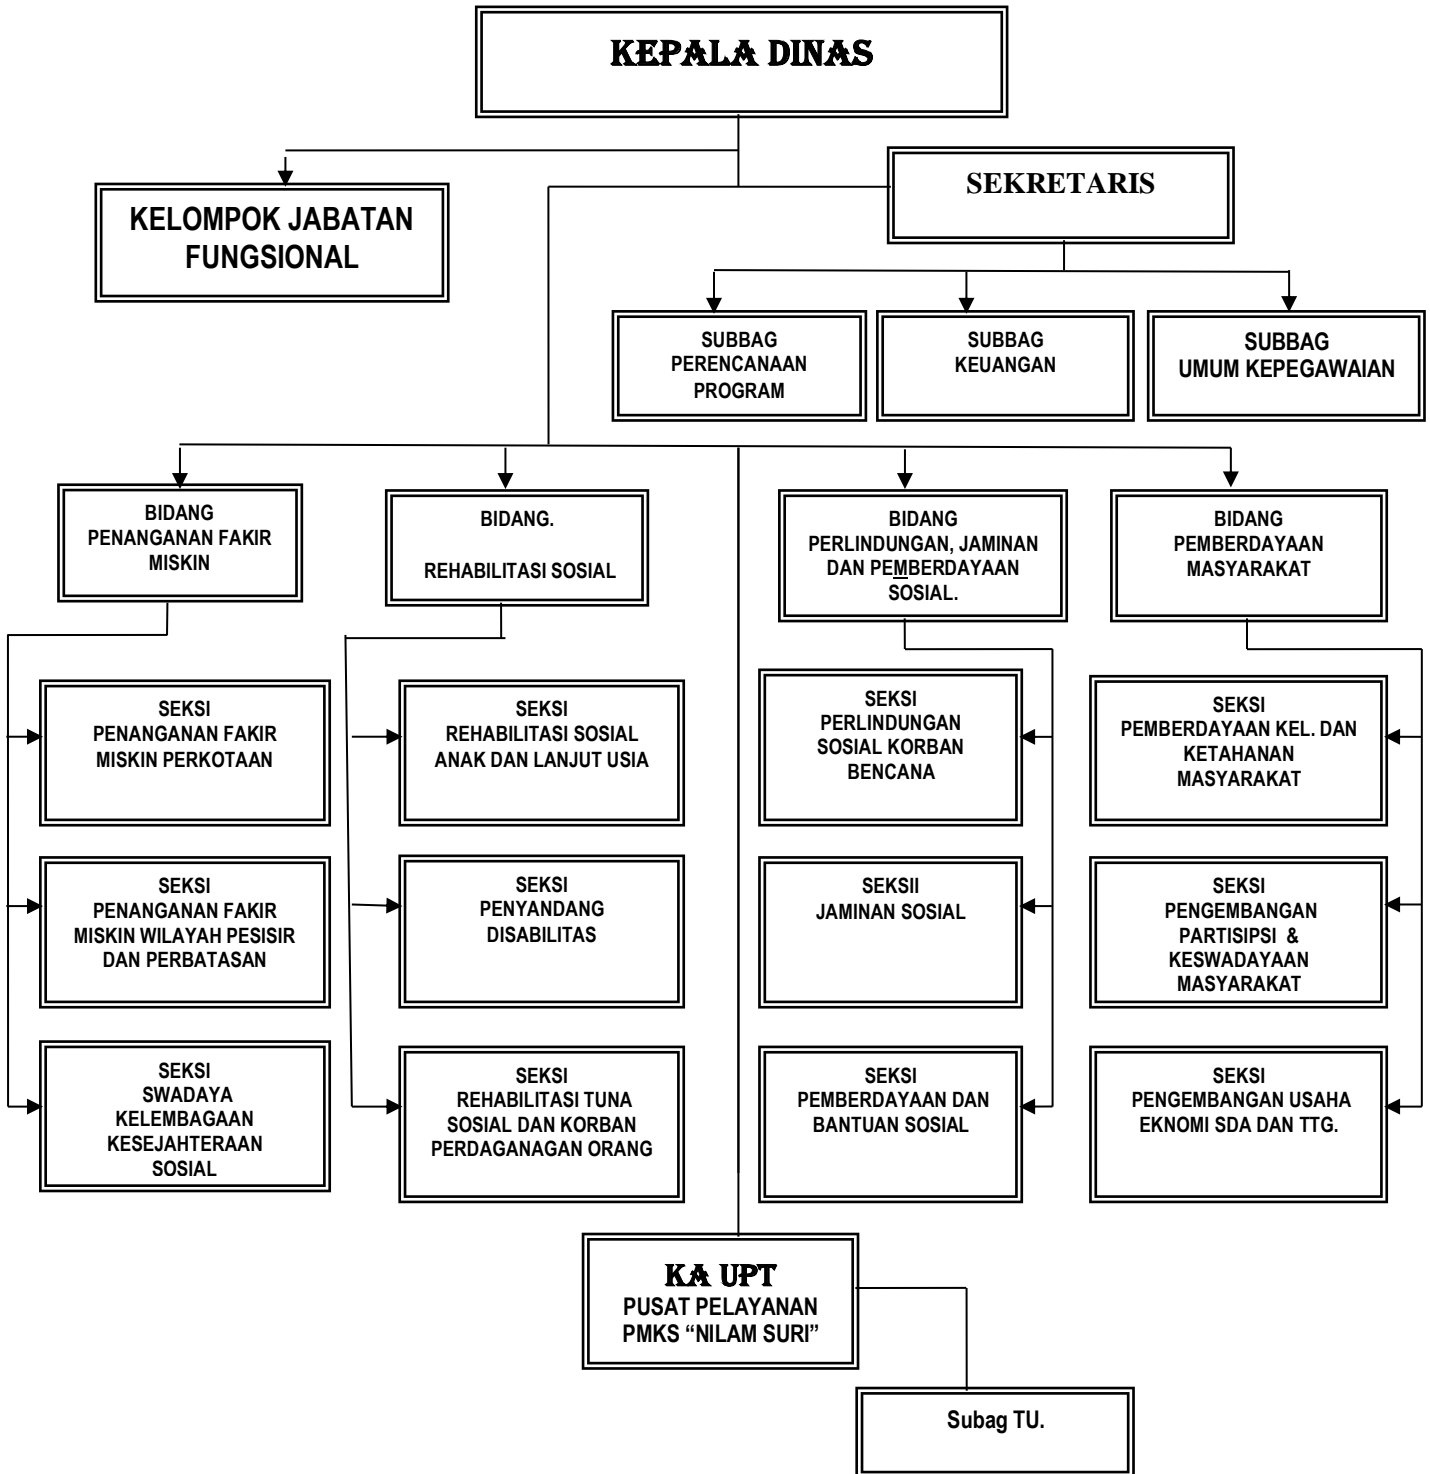 KEPALA DINAS
SEKRETARIS
KELOMPOK JABATAN
FUNGSIONAL
SUBBAG
PERENCANAAN
PROGRAM
SUBBAG
KEUANGAN
SUBBAG
UMUM KEPEGAWAIAN
BIDANG
PENANGANAN FAKIR
MISKIN
BIDANG.
REHABILITASI SOSIAL
BIDANG
PERLINDUNGAN, JAMINAN
DAN PEMBERDAYAAN
SOSIAL.
BIDANG
PEMBERDAYAAN
MASYARAKAT
SEKSI
PENANGANAN FAKIR
MISKIN PERKOTAAN
SEKSI
REHABILITASI SOSIAL
ANAK DAN LANJUT USIA
SEKSI
PERLINDUNGAN
SOSIAL KORBAN
BENCANA
SEKSI
PEMBERDAYAAN KEL. DAN
KETAHANAN
MASYARAKAT
SEKSI
PENANGANAN FAKIR
MISKIN WILAYAH PESISIR
DAN PERBATASAN
SEKSI
PENYANDANG
DISABILITAS
SEKSII
JAMINAN SOSIAL
SEKSI
PENGEMBANGAN
PARTISIPSI &
KESWADAYAAN
MASYARAKAT
SEKSI
SWADAYA
KELEMBAGAAN
KESEJAHTERAAN
SOSIAL
SEKSI
REHABILITASI TUNA
SOSIAL DAN KORBAN
PERDAGANAGAN ORANG
SEKSI
PEMBERDAYAAN DAN
BANTUAN SOSIAL
SEKSI
PENGEMBANGAN USAHA
EKNOMI SDA DAN TTG.
KA UPT
PUSAT PELAYANAN
PMKS “NILAM SURI”
Subag TU.